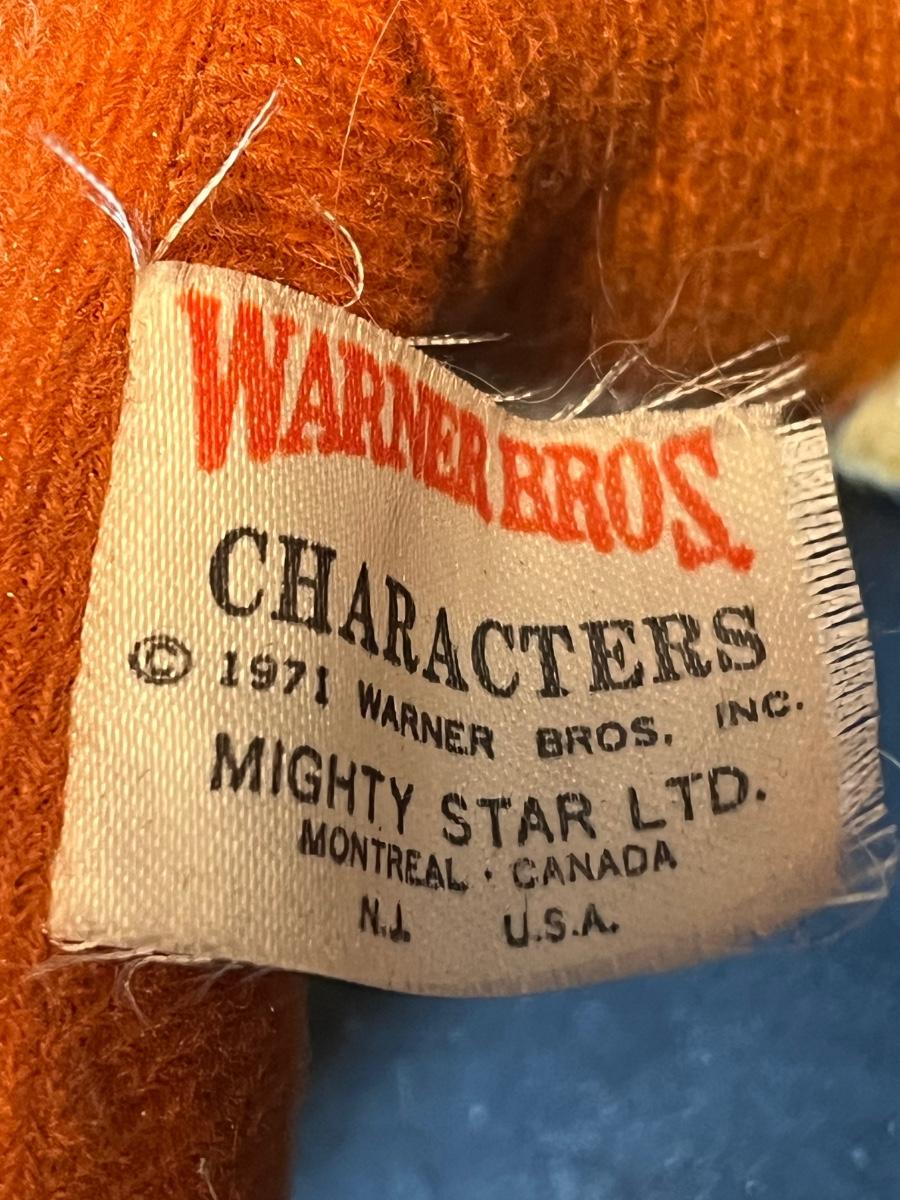 WARNER BROS.
CHARACTERS
© 1971 WARNER BROS. INC.
MIGHTY STAR LTD.
MONTREAL · CANADA
N.J. U.S.A.